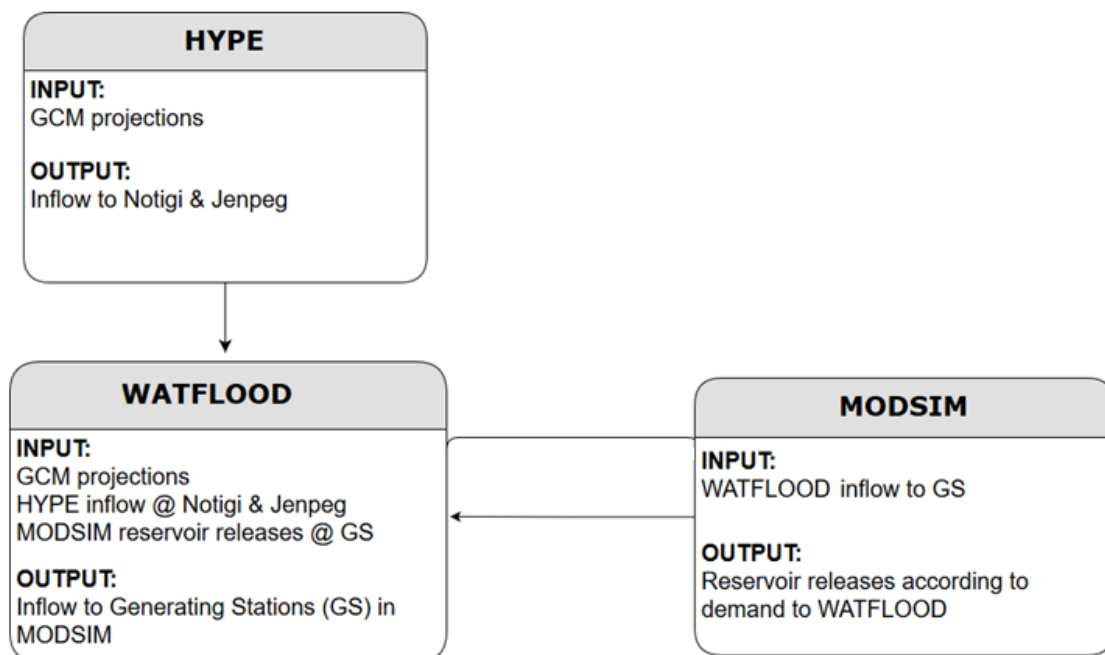 HYPE
INPUT:
GCM projections
OUTPUT:
Inflow to Notigi & Jenpeg
WATFLOOD
INPUT:
GCM projections
HYPE inflow @ Notigi & Jenpeg
MODSIM reservoir releases @ GS
OUTPUT:
Inflow to Generating Stations (GS) in
MODSIM
MODSIM
INPUT:
WATFLOOD inflow to GS
OUTPUT:
Reservoir releases according to
demand to WATFLOOD